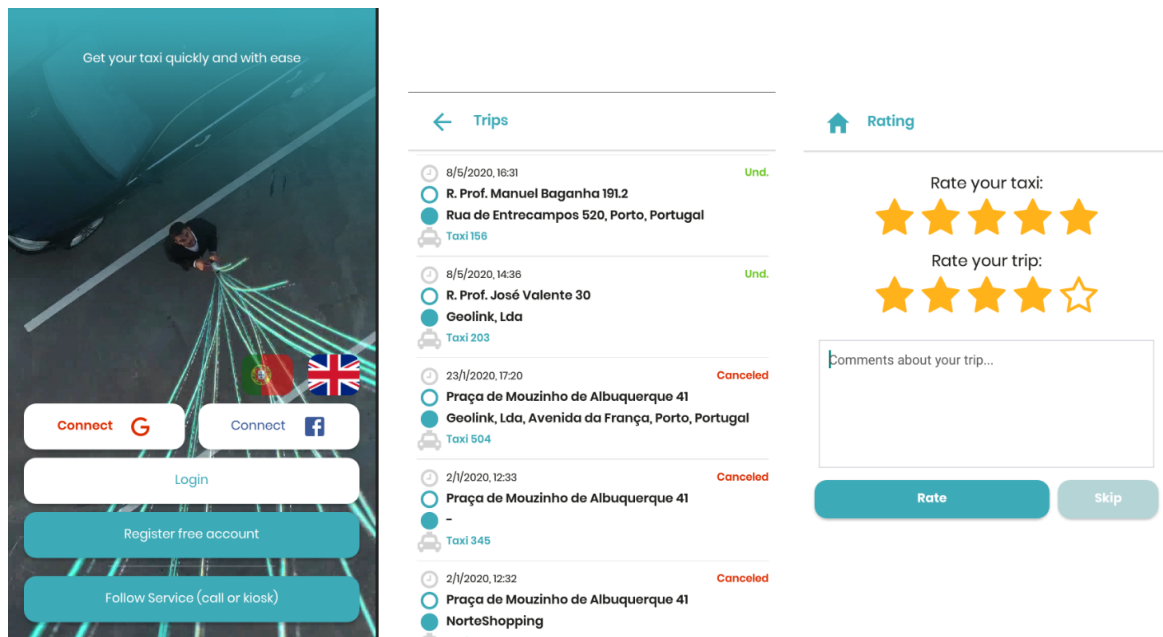 Get your taxi quickly and with ease
Connect G
Connect f
Login
Register free account
Follow Service (call or kiosk)
Trips
8/5/2020, 16:31 Und.
R. Prof. Manuel Baganha 191.2
Rua de Entrecampos 520, Porto, Portugal
Taxi 156
8/5/2020, 14:36 Und.
R. Prof. José Valente 30
Geolink, Lda
Taxi 203
23/1/2020, 17:20 Canceled
Praça de Mouzinho de Albuquerque 41
Geolink, Lda, Avenida da França, Porto, Portugal
Taxi 504
2/1/2020, 12:33 Canceled
Praça de Mouzinho de Albuquerque 41
-
Taxi 345
2/1/2020, 12:32 Canceled
Praça de Mouzinho de Albuquerque 41
NorteShopping
Rating
Rate your taxi:
Rate your trip:
Comments about your trip...
Rate
Skip